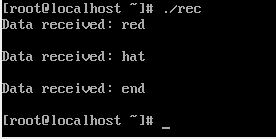 [root@localhost ~]# ./rec
Data received: red
Data received: hat
Data received: end
[root@localhost ~]# _